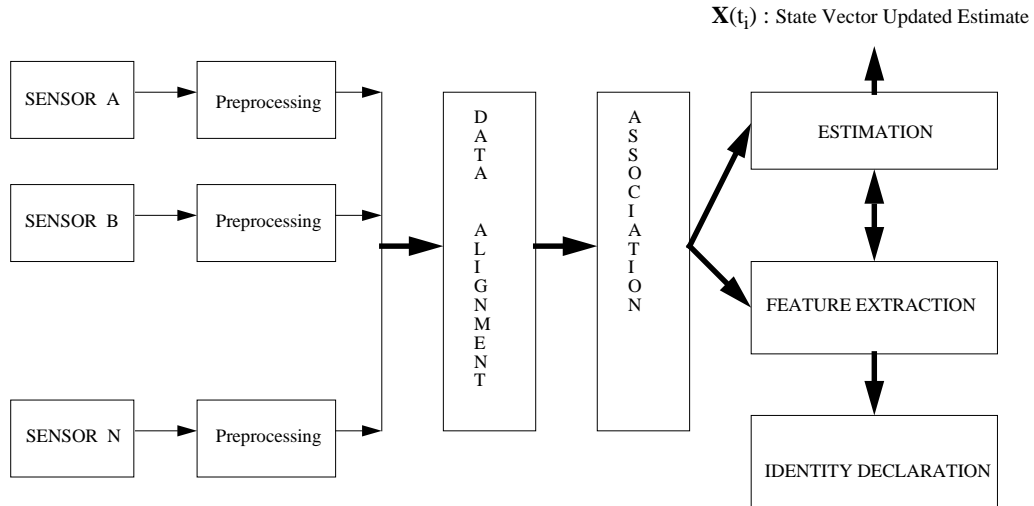 X(ti) : State Vector Updated Estimate
SENSOR A
Preprocessing
DATA ALIGNMENT
ASSOCIATION
ESTIMATION
SENSOR B
Preprocessing
FEATURE EXTRACTION
SENSOR N
Preprocessing
IDENTITY DECLARATION